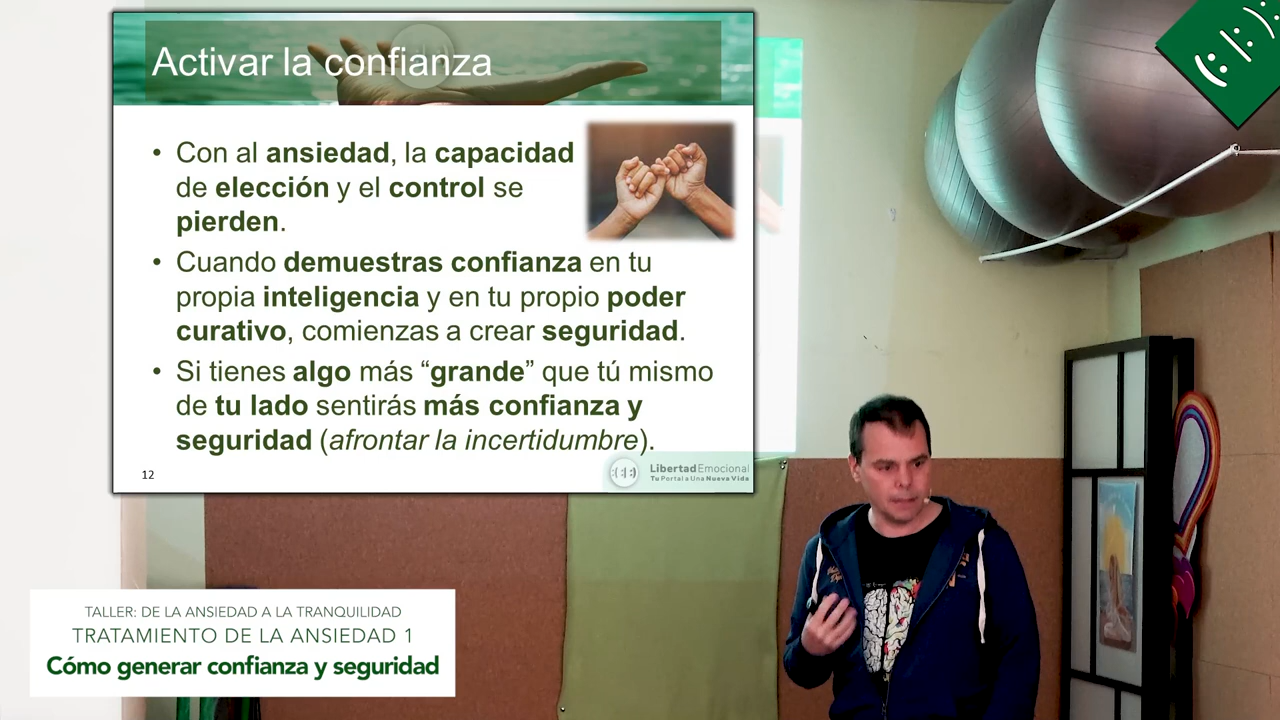 Activar la confianza
• Con al ansiedad, la capacidad
de elección y el control se
pierden.
• Cuando demuestras confianza en tu
propia inteligencia y en tu propio poder
curativo, comienzas a crear seguridad.
• Si tienes algo más “grande” que tú mismo
de tu lado sentirás más confianza y
seguridad (afrontar la incertidumbre).
12
Libertad Emocional
Tu Portal a Una Nueva Vida
TALLER: DE LA ANSIEDAD A LA TRANQUILIDAD
TRATAMIENTO DE LA ANSIEDAD 1
Cómo generar confianza y seguridad